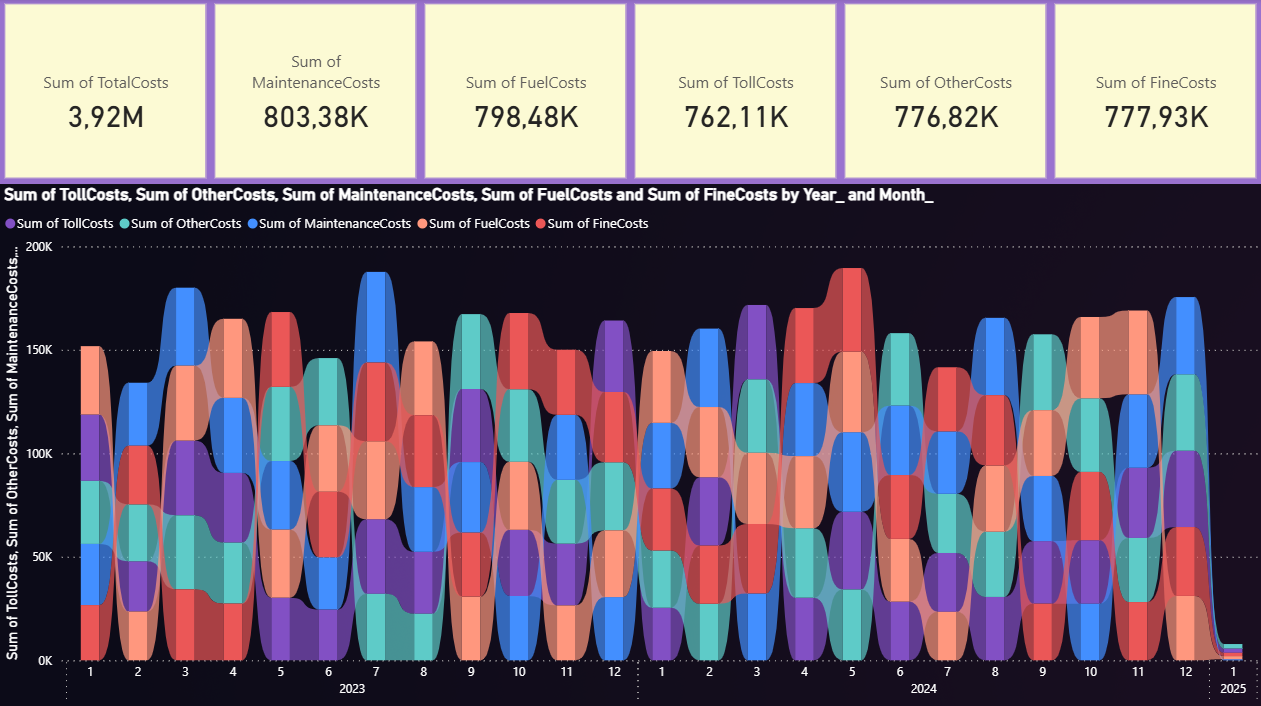 Sum of TotalCosts
3,92M
Sum of
MaintenanceCosts
803,38K
Sum of FuelCosts
798,48K
Sum of TollCosts
762,11K
Sum of OtherCosts
776,82K
Sum of FineCosts
777,93K
Sum of TollCosts, Sum of OtherCosts, Sum of MaintenanceCosts, Sum of FuelCosts and Sum of FineCosts by Year_ and Month_
Sum of TollCosts Sum of OtherCosts Sum of MaintenanceCosts Sum of FuelCosts Sum of FineCosts
Sum of TollCosts, Sum of OtherCosts, Sum of MaintenanceCosts,...
200K
150K
100K
50K
0K
1 2 3 4 5 6 7 8 9 10 11 12 1 2 3 4 5 6 7 8 9 10 11 12 1
2023 2024 2025